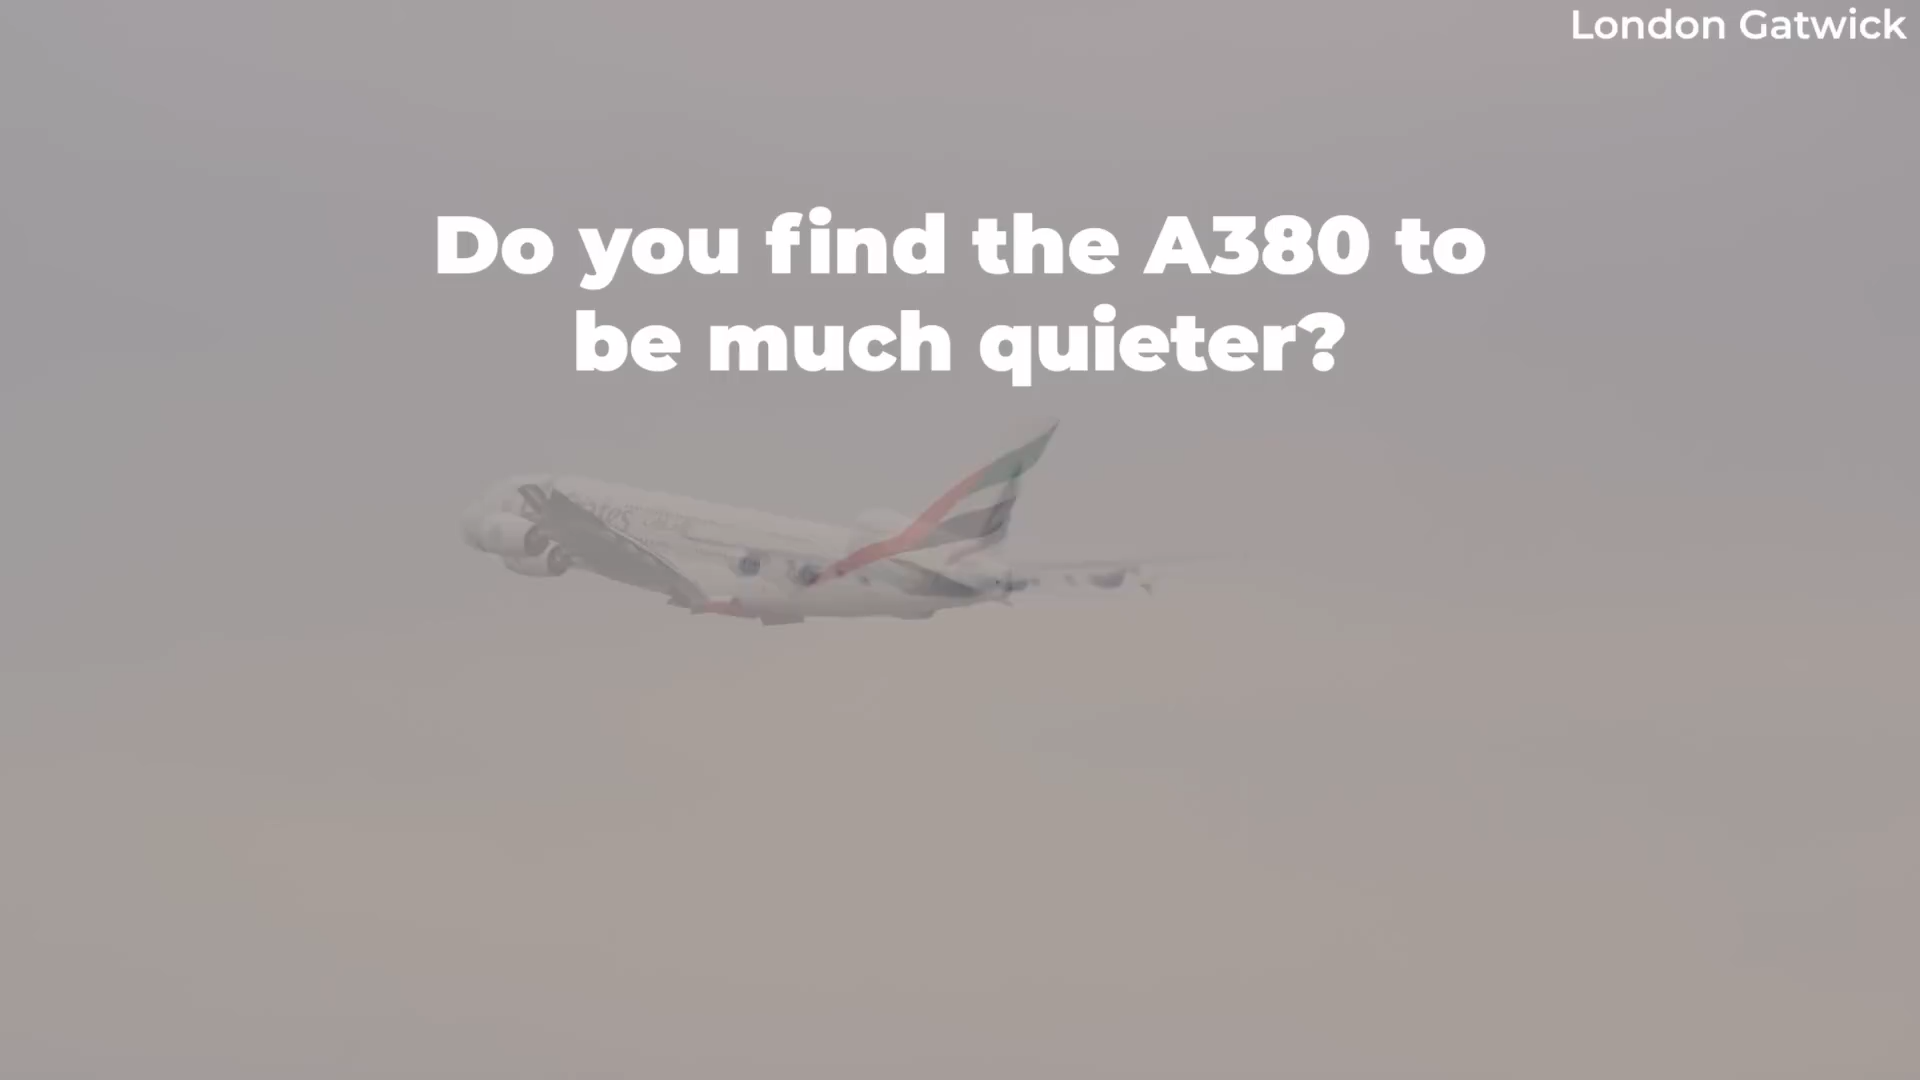 London Gatwick
Do you find the A380 to
be much quieter?